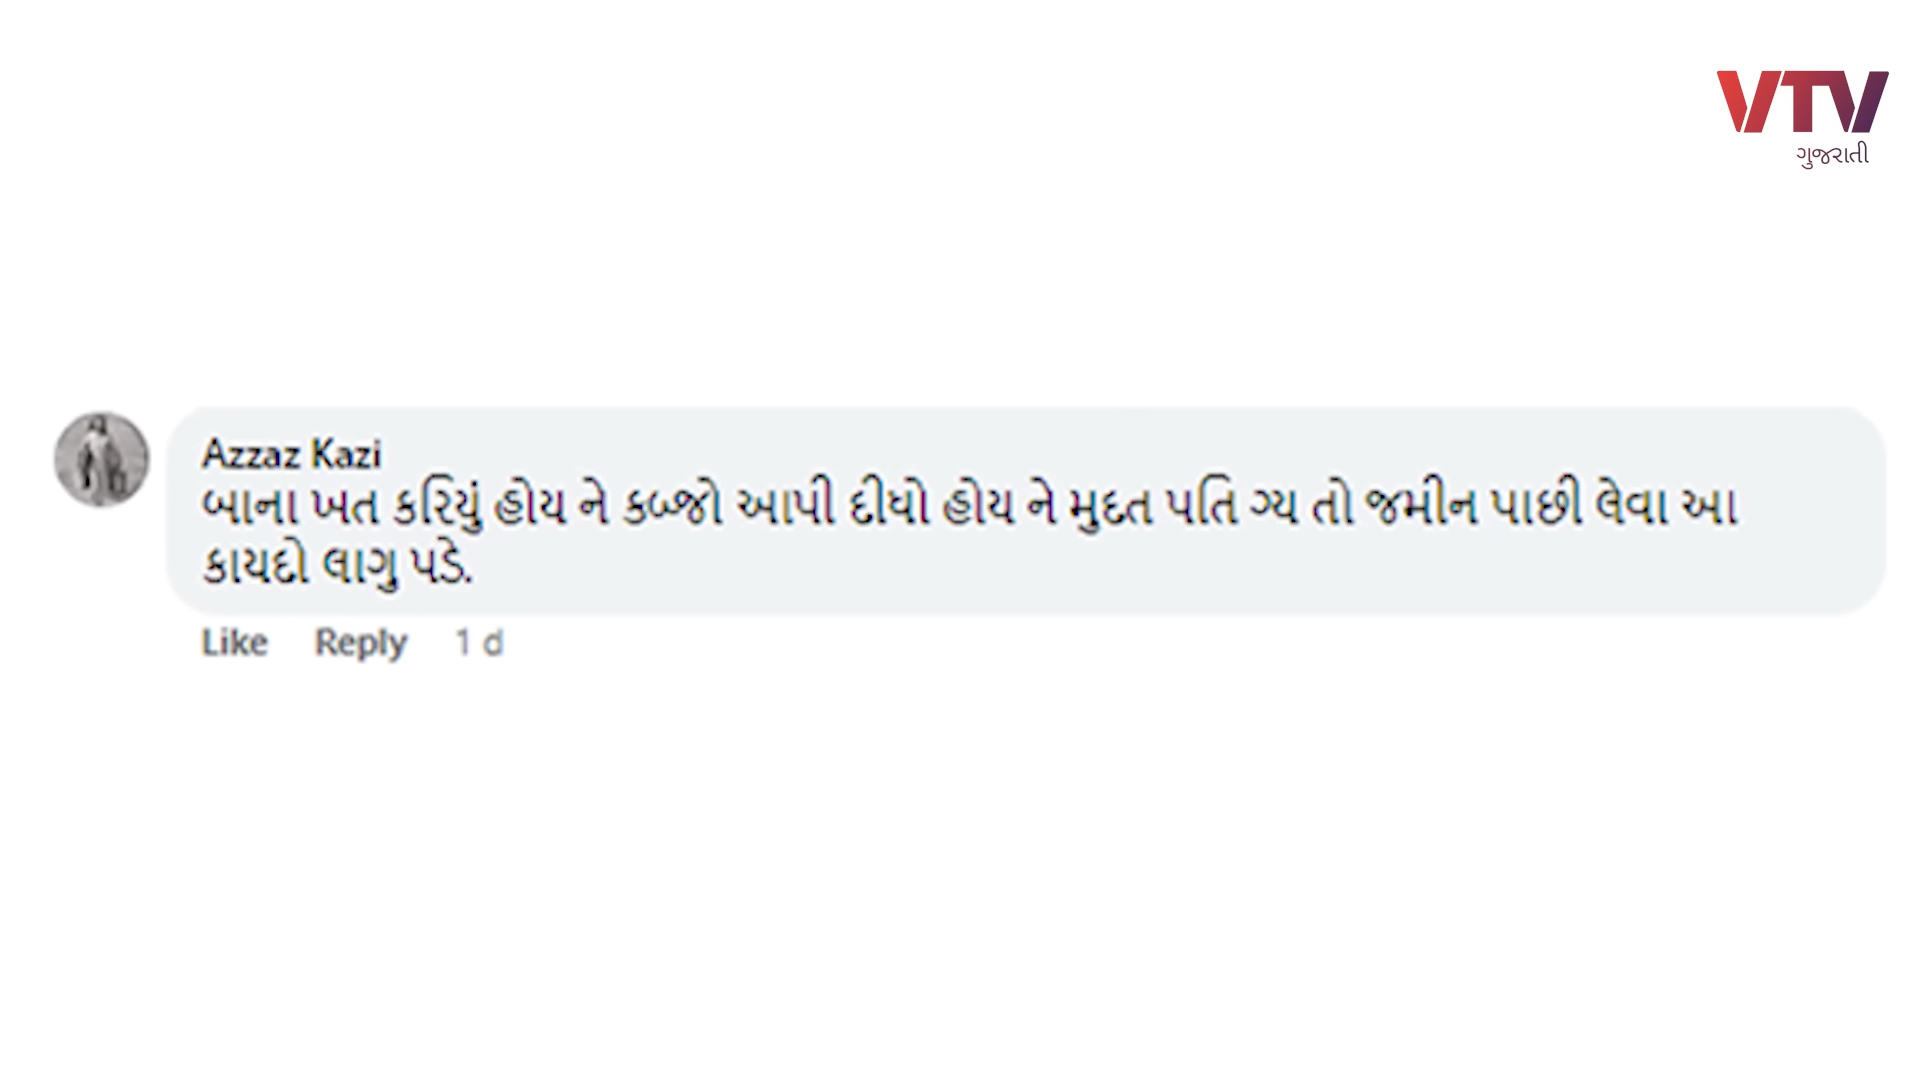 VTV
ગુજરાતી
Azzaz Kazi
બાના ખત કરિયું હોય ને કબ્જો આપી દીધો હોય ને મુદત પતિ ગ્ય તો જમીન પાછી લેવા આ
કાયદો લાગુ પડે.
Like Reply 1 d